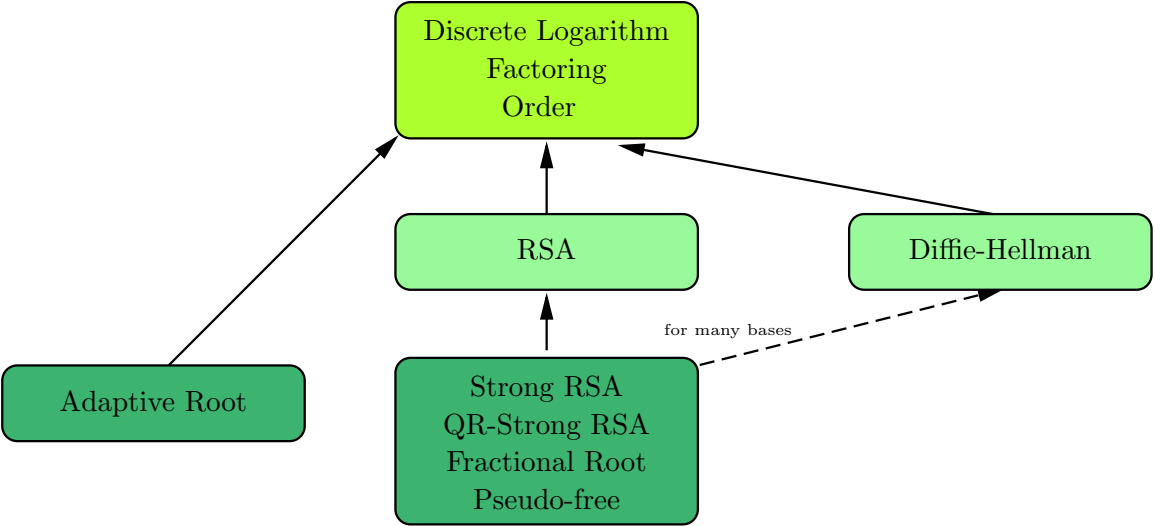 Discrete Logarithm
Factoring
Order
RSA
Diffie-Hellman
for many bases
Adaptive Root
Strong RSA
QR-Strong RSA
Fractional Root
Pseudo-free